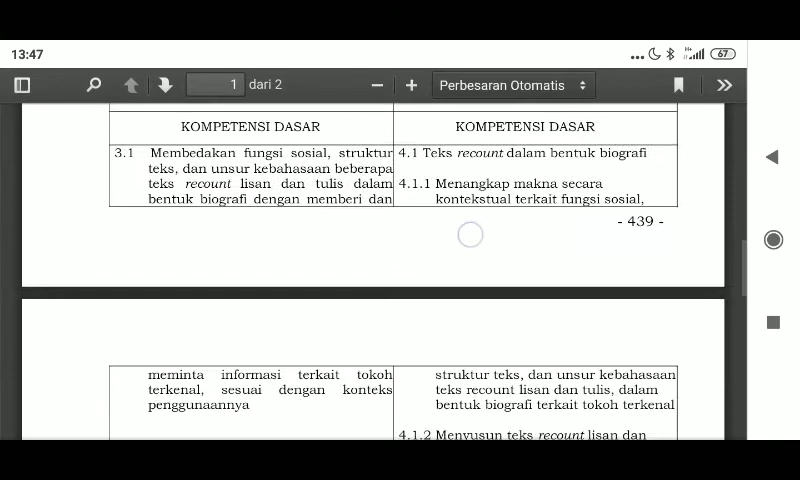 13:47
67
1 dari 2
Perbesaran Otomatis
KOMPETENSI DASAR
KOMPETENSI DASAR
3.1 Membedakan fungsi sosial, struktur
teks, dan unsur kebahasaan beberapa
teks recount lisan dan tulis dalam
bentuk biografi dengan memberi dan
4.1 Teks recount dalam bentuk biografi
4.1.1 Menangkap makna secara
kontekstual terkait fungsi sosial,
- 439 -
meminta informasi terkait tokoh
terkenal, sesuai dengan konteks
penggunaannya
struktur teks, dan unsur kebahasaan
teks recount lisan dan tulis, dalam
bentuk biografi terkait tokoh terkenal
4.1.2 Menyusun teks recount lisan dan